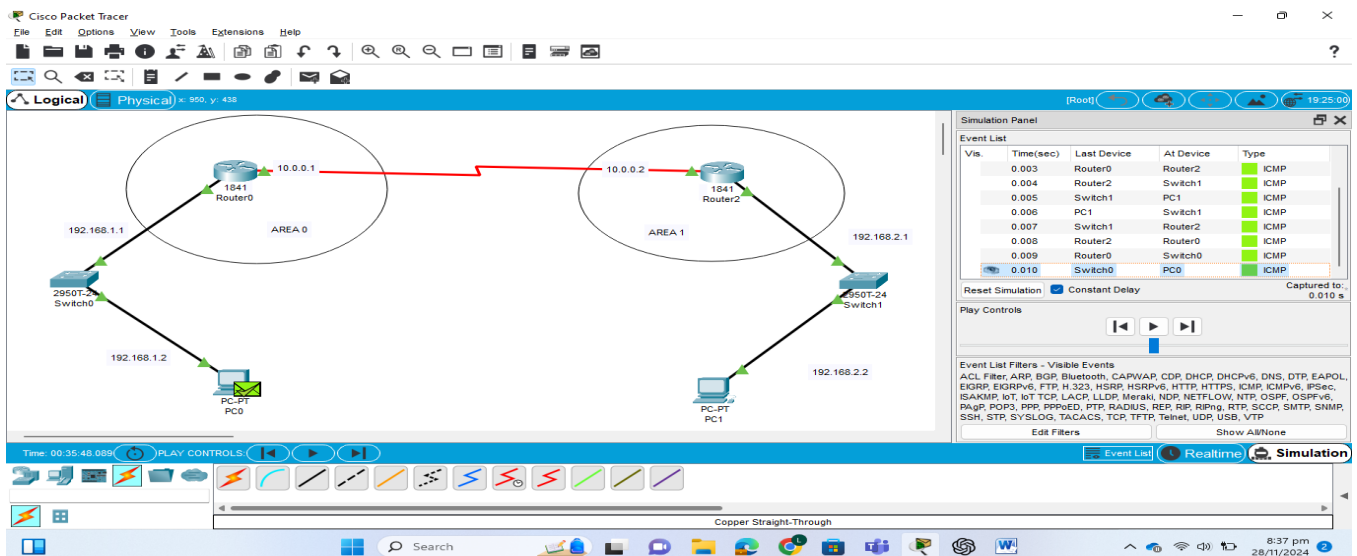 Cisco Packet Tracer
File Edit Options View Tools Extensions Help
?
Logical Physical x: 950, y: 438 [Root] 19:25:00
10.0.0.1
1841
Router0
AREA 0
192.168.1.1
2950T-24
Switch0
192.168.1.2
PC-PT
PC0
10.0.0.2
1841
Router2
AREA 1
192.168.2.1
2950T-24
Switch1
192.168.2.2
PC-PT
PC1
Simulation Panel
Event List
Vis. Time(sec) Last Device At Device Type
0.003 Router0 Router2 ICMP
0.004 Router2 Switch1 ICMP
0.005 Switch1 PC1 ICMP
0.006 PC1 Switch1 ICMP
0.007 Switch1 Router2 ICMP
0.008 Router2 Router0 ICMP
0.009 Router0 Switch0 ICMP
0.010 Switch0 PC0 ICMP
Reset Simulation Constant Delay Captured to:
0.010 s
Play Controls
Event List Filters - Visible Events
ACL Filter, ARP, BGP, Bluetooth, CAPWAP, CDP, DHCP, DHCPv6, DNS, DTP, EAPOL,
EIGRP, EIGRPv6, FTP, H.323, HSRP, HSRPv6, HTTP, HTTPS, ICMP, ICMPv6, IPSec,
ISAKMP, IoT, IoT TCP, LACP, LLDP, Meraki, NDP, NETFLOW, NTP, OSPF, OSPFv6,
PAgP, POP3, PPP, PPPoED, PTP, RADIUS, REP, RIP, RIPng, RTP, SCCP, SMTP, SNMP,
SSH, STP, SYSLOG, TACACS, TCP, TFTP, Telnet, UDP, USB, VTP
Edit Filters Show All/None
Time: 00:35:48.089 PLAY CONTROLS: Event List Realtime Simulation
Copper Straight-Through
Search
8:37 pm
28/11/2024
2